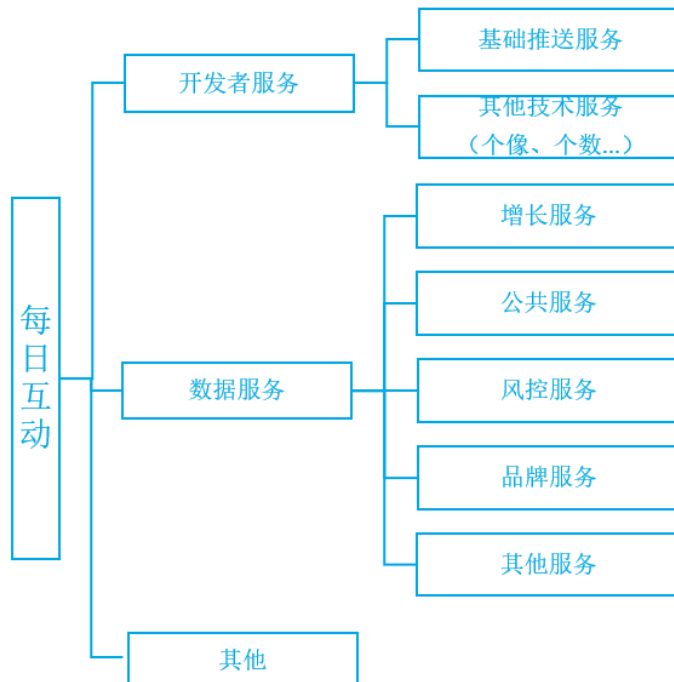 每日互动
开发者服务
基础推送服务
其他技术服务
（个像、个数...）
数据服务
增长服务
公共服务
风控服务
品牌服务
其他服务
其他